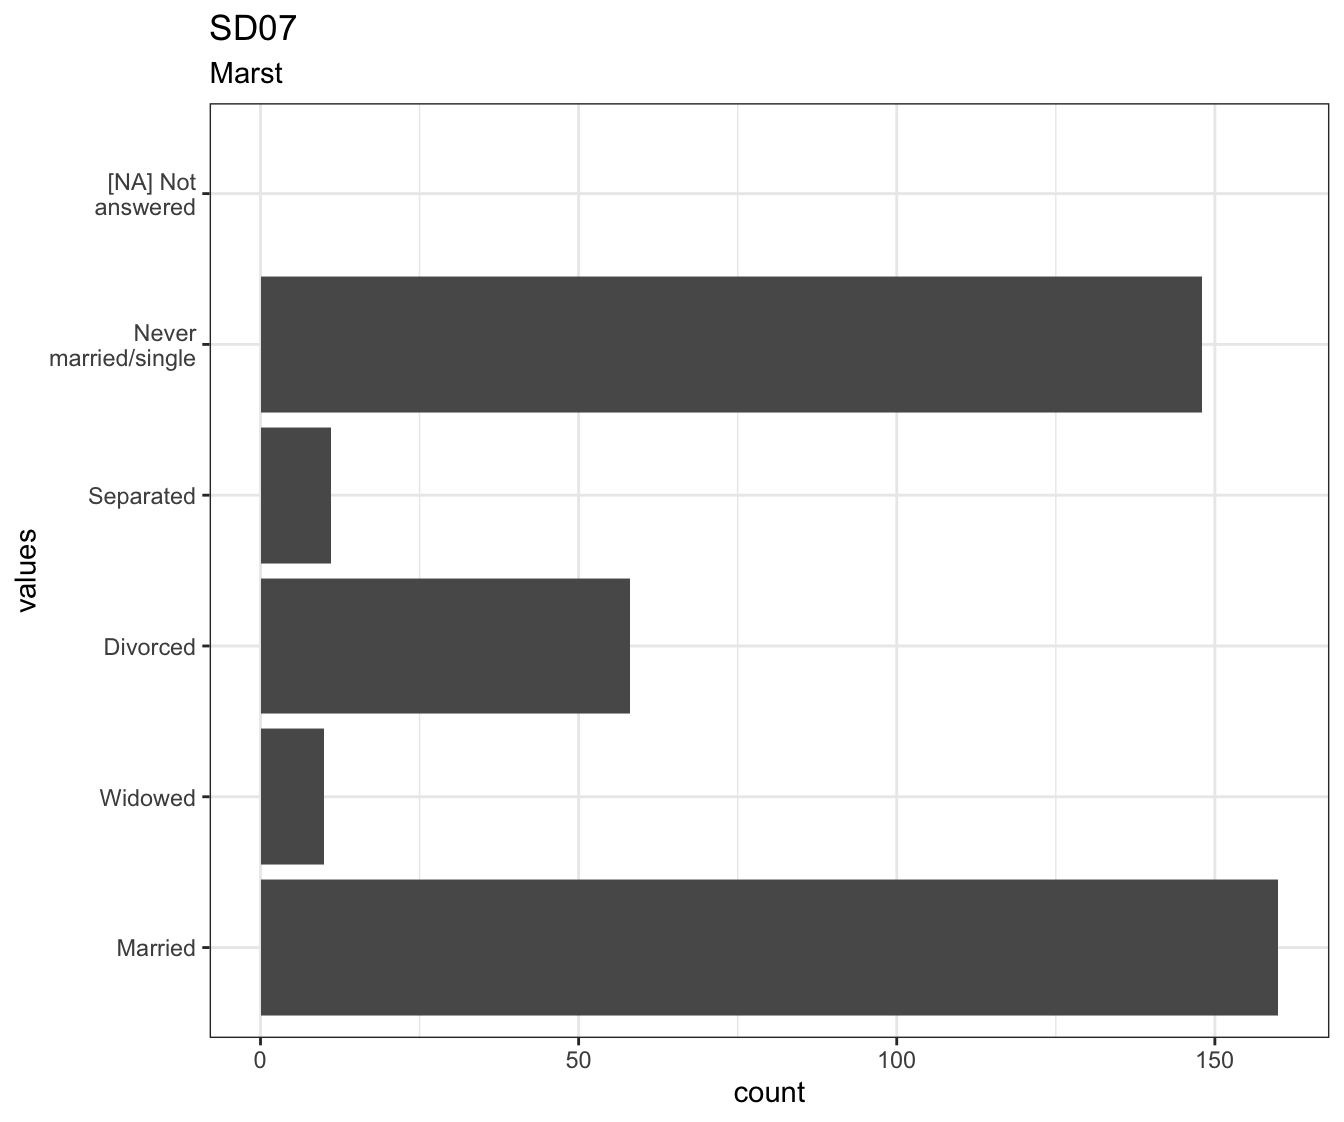 SD07
Marst
[NA] Not
answered
Never
married/single
Separated
Divorced
Widowed
Married
values
0 50 100 150
count